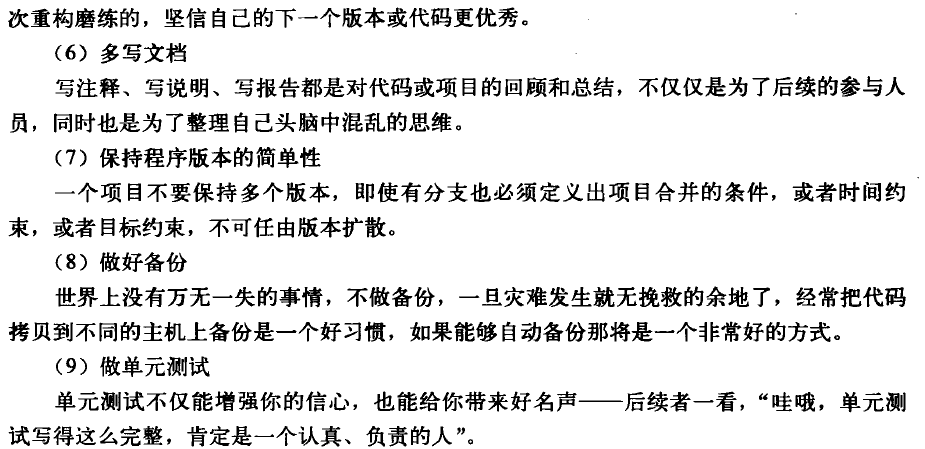 次重构磨练的，坚信自己的下一个版本或代码更优秀。
（6）多写文档
写注释、写说明、写报告都是对代码或项目的回顾和总结，不仅仅是为了后续的参与人
员，同时也是为了整理自己头脑中混乱的思维。
（7）保持程序版本的简单性
一个项目不要保持多个版本，即使有分支也必须定义出项目合并的条件，或者时间约
束，或者目标约束，不可任由版本扩散。
（8）做好备份
世界上没有万无一失的事情，不做备份，一旦灾难发生就无挽救的余地了，经常把代码
拷贝到不同的主机上备份是一个好习惯，如果能够自动备份那将是一个非常好的方式。
（9）做单元测试
单元测试不仅能增强你的信心，也能给你带来好名声——后续者一看，“哇哦，单元测
试写得这么完整，肯定是一个认真、负责的人”。